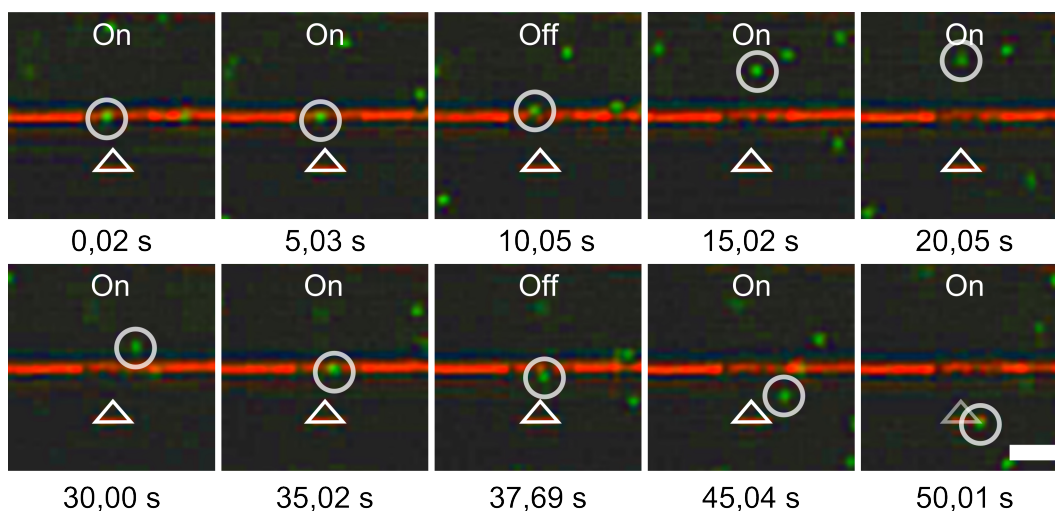 On On Off On On
0,02 s 5,03 s 10,05 s 15,02 s 20,05 s
On On Off On On
30,00 s 35,02 s 37,69 s 45,04 s 50,01 s